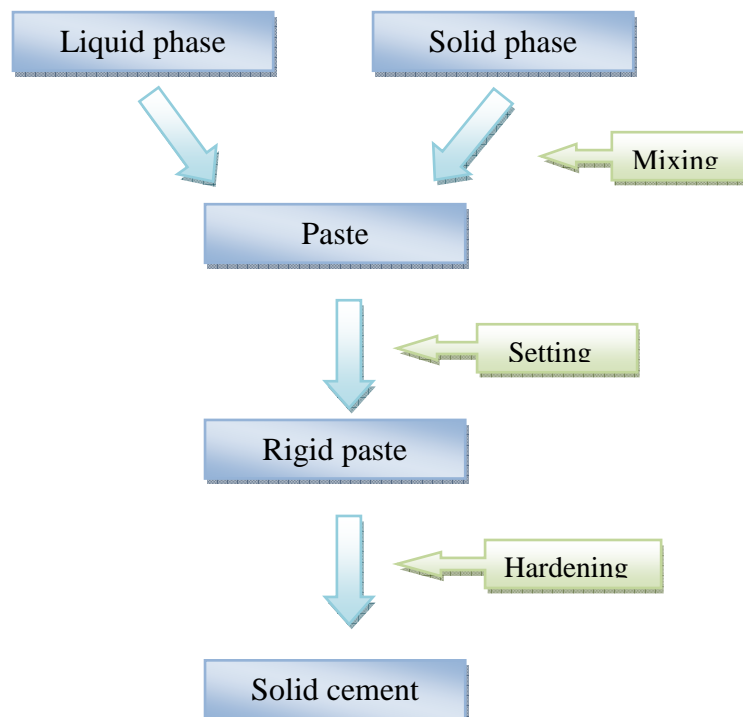 Liquid phase
Solid phase
Mixing
Paste
Setting
Rigid paste
Hardening
Solid cement